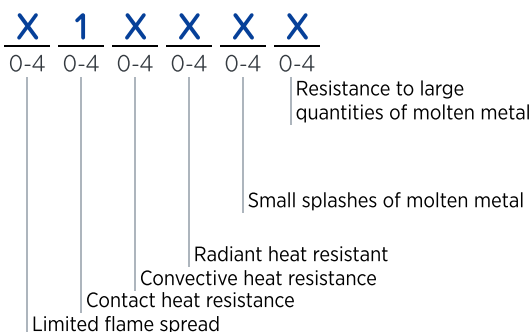 X 1 X X X X
0-4 0-4 0-4 0-4 0-4 0-4
Resistance to large
quantities of molten metal
Small splashes of molten metal
Radiant heat resistant
Convective heat resistance
Contact heat resistance
Limited flame spread